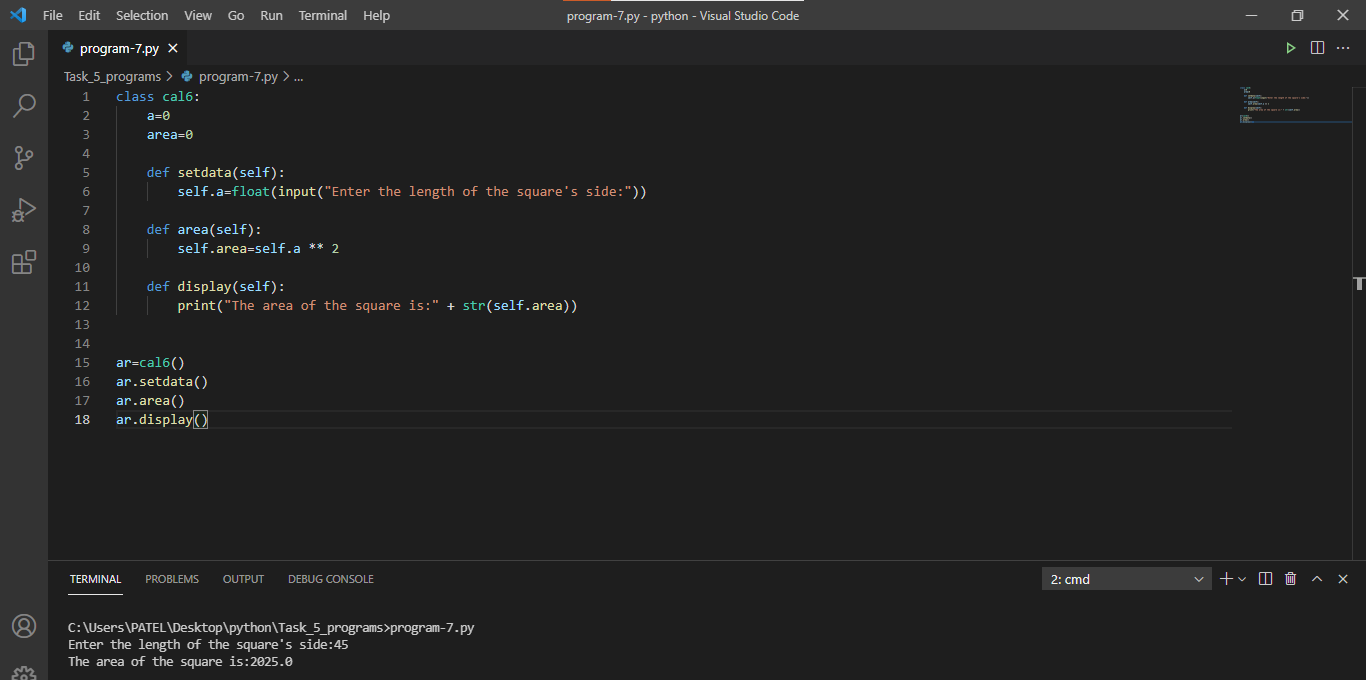 File Edit Selection View Go Run Terminal Help program-7.py - python - Visual Studio Code
program-7.py
Task_5_programs > program-7.py > ...
1 class cal6:
2     a=0
3     area=0
4
5     def setdata(self):
6         self.a=float(input("Enter the length of the square's side:"))
7
8     def area(self):
9         self.area=self.a ** 2
10
11     def display(self):
12         print("The area of the square is:" + str(self.area))
13
14
15 ar=cal6()
16 ar.setdata()
17 ar.area()
18 ar.display()
TERMINAL PROBLEMS OUTPUT DEBUG CONSOLE 2: cmd
C:\Users\PATEL\Desktop\python\Task_5_programs>program-7.py
Enter the length of the square's side:45
The area of the square is:2025.0